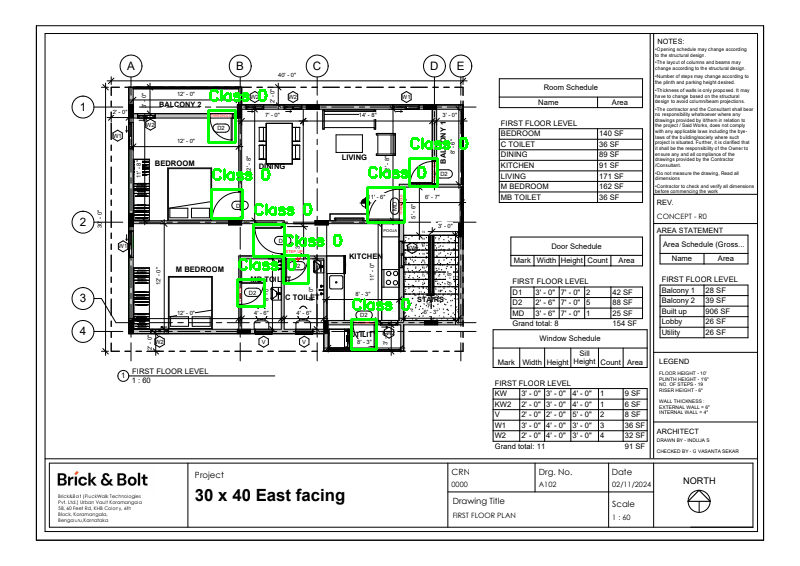 NOTES:
•Opening schedule may change according to the structural design.
•The layout of columns and beams may change according to the structural design.
•Number of steps may change according to the plinth and parking height desired.
•Thickness of walls is only proposed. It may have to change based on the structural design to avoid column/beam projections.
•The contractor and the Consultant shall bear no responsibility whatsoever where any drawings provided by it/them in relation to the project / Said Works, does not comply with any applicable laws including the bye-laws of the building/society where such project is situated. Further, it is clarified that it shall be the responsibility of the Owner to ensure any and all compliance of the drawings provided by the Contractor /Consultant.
•Do not measure the drawing, Read all dimensions
•Contractor to check and verify all dimensions before commencing the work
REV.
CONCEPT - R0
AREA STATEMENT
Area Schedule (Gross...
Name Area
FIRST FLOOR LEVEL
Balcony 1 28 SF
Balcony 2 39 SF
Built up 906 SF
Lobby 26 SF
Utility 26 SF
LEGEND
FLOOR HEIGHT - 10'
PLINTH HEIGHT - 1'6"
NO. OF STEPS - 19
RISER HEIGHT - 6"
WALL THICKNESS :
EXTERNAL WALL = 6"
INTERNAL WALL = 4"
ARCHITECT
DRAWN BY - INDUJA S
CHECKED BY - G VASANTA SEKAR
Room Schedule
Name Area
FIRST FLOOR LEVEL
BEDROOM 140 SF
C TOILET 36 SF
DINING 89 SF
KITCHEN 91 SF
LIVING 171 SF
M BEDROOM 162 SF
MB TOILET 36 SF
Door Schedule
Mark Width Height Count Area
FIRST FLOOR LEVEL
D1 3' - 0" 7' - 0" 2 42 SF
D2 2' - 6" 7' - 0" 5 88 SF
MD 3' - 6" 7' - 0" 1 25 SF
Grand total: 8 154 SF
Window Schedule
Mark Width Height Sill Height Count Area
FIRST FLOOR LEVEL
KW 3' - 0" 3' - 0" 4' - 0" 1 9 SF
KW2 2' - 0" 3' - 0" 4' - 0" 1 6 SF
V 2' - 0" 2' - 0" 5' - 0" 2 8 SF
W1 3' - 0" 4' - 0" 3' - 0" 3 36 SF
W2 2' - 0" 4' - 0" 3' - 0" 4 32 SF
Grand total: 11 91 SF
A B C D E
40' - 0"
1
2
3
4
BALCONY 2
Class 0
12' - 0"
7' - 0"
14' - 8"
3' - 0"
W1
D2
DINING
LIVING
BALCONY 1
Class 0
BEDROOM
Class 0
Class 0
11' - 6"
6' - 7"
MD
Class 0
12' - 0"
3' - 0"
POOJA
Class 0
KITCHEN
M BEDROOM
Class 0
C TOILET
8' - 3"
STAIRS
Class 0
4' - 6"
4' - 6"
D2
UTILITY
8' - 3"
W2
V
V
1 FIRST FLOOR LEVEL
1 : 60
Brick & Bolt
Brick&Bolt (PuckWalk Technologies
Pvt. Ltd.) Urban Vault Koramangala
58, 60 Feet Rd, KHB Colony, 6th
Block, Koramangala,
Bengaluru,Karnataka
Project
30 x 40 East facing
CRN
0000
Drg. No.
A102
Date
02/11/2024
Drawing Title
FIRST FLOOR PLAN
Scale
1 : 60
NORTH